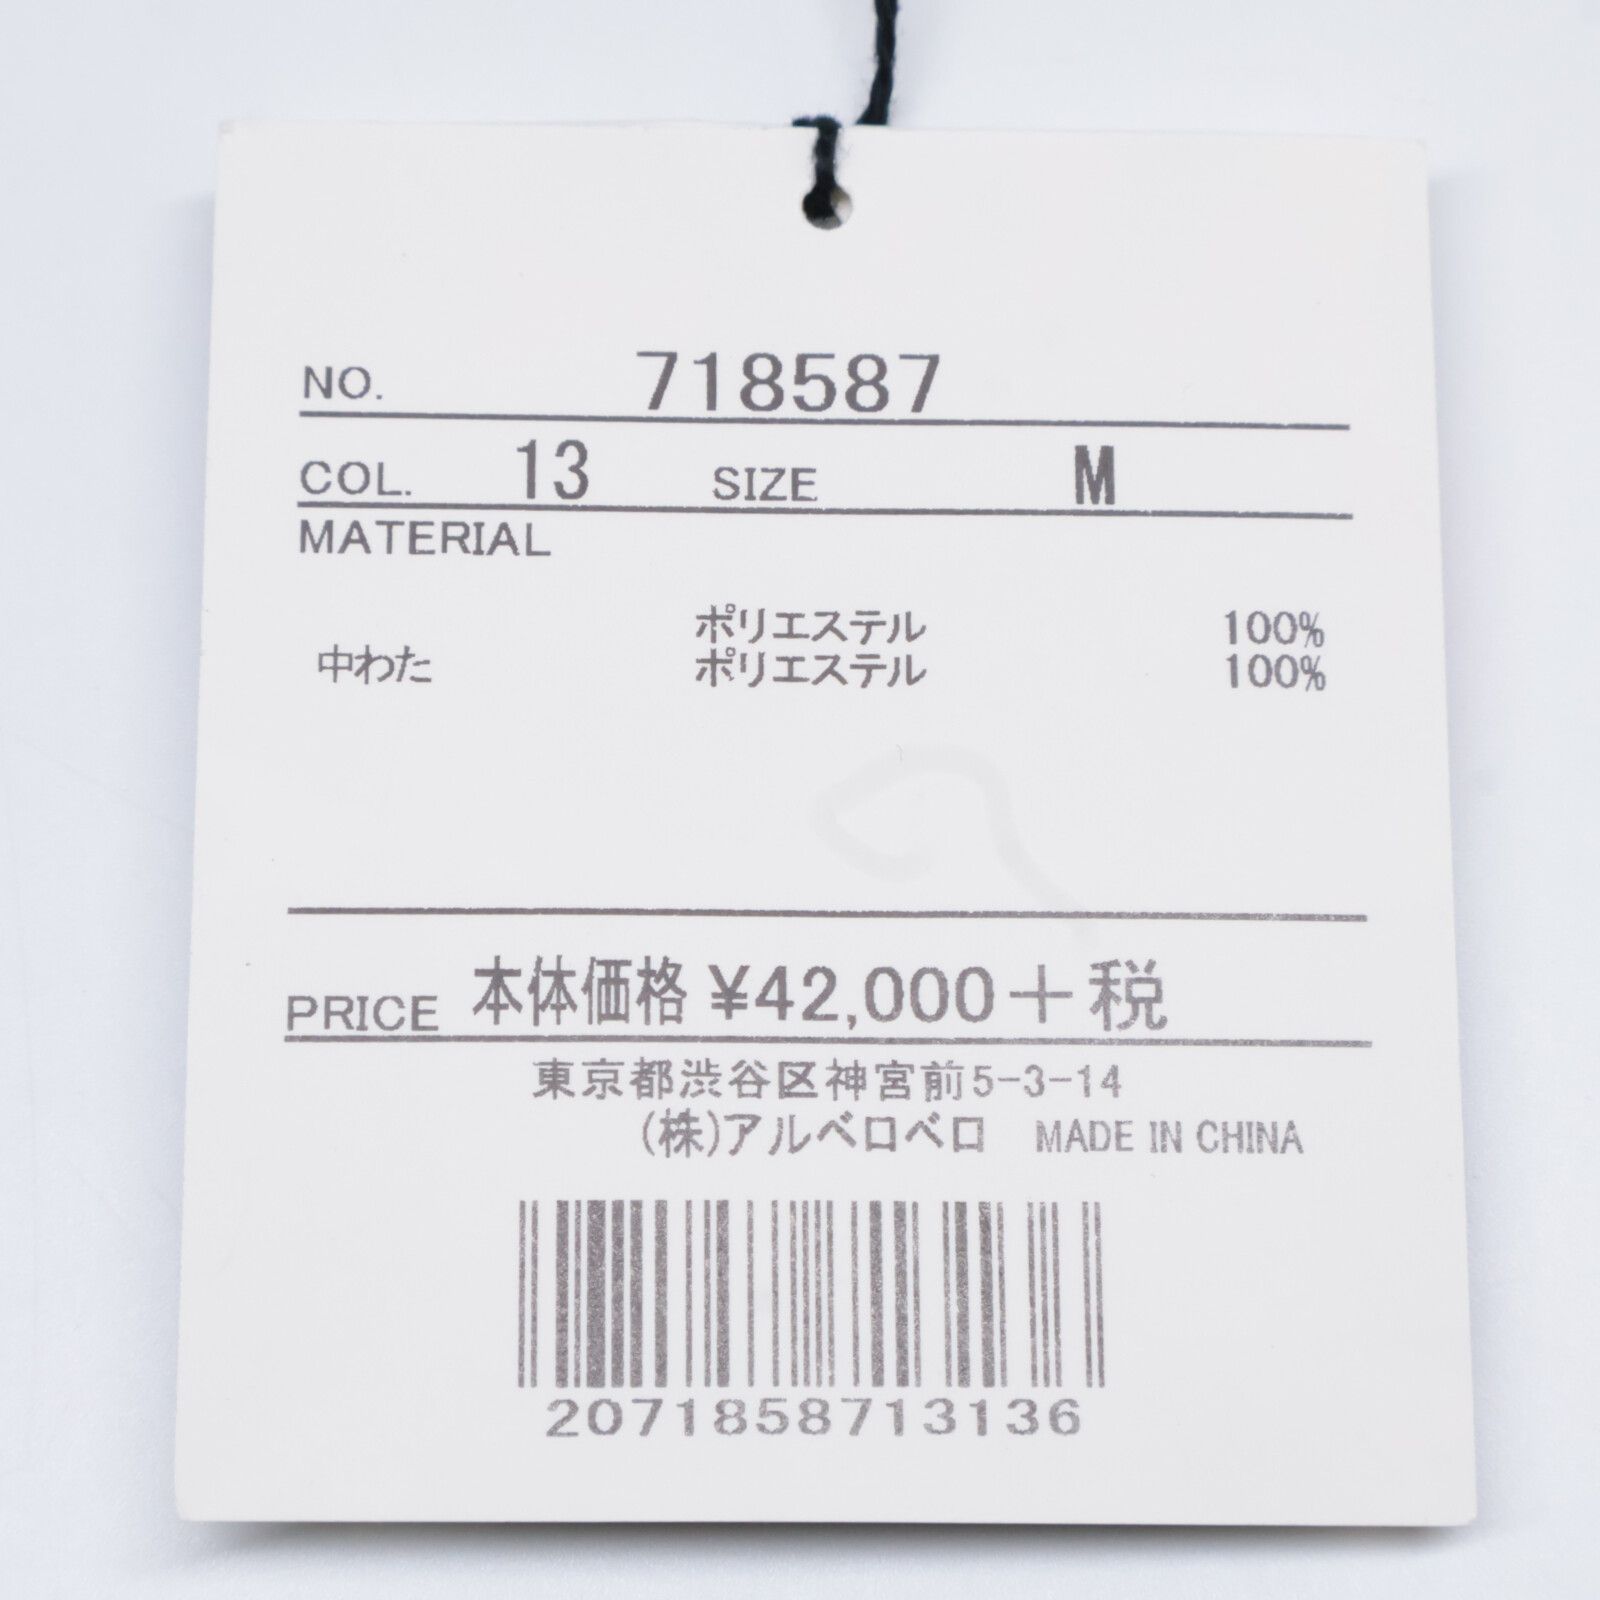 NO. 718587
COL. 13 SIZE M
MATERIAL
ポリエステル 100%
中わた ポリエステル 100%
PRICE 本体価格 ¥42,000+税
東京都渋谷区神宮前5-3-14
(株)アルベロベロ MADE IN CHINA
2071858713136